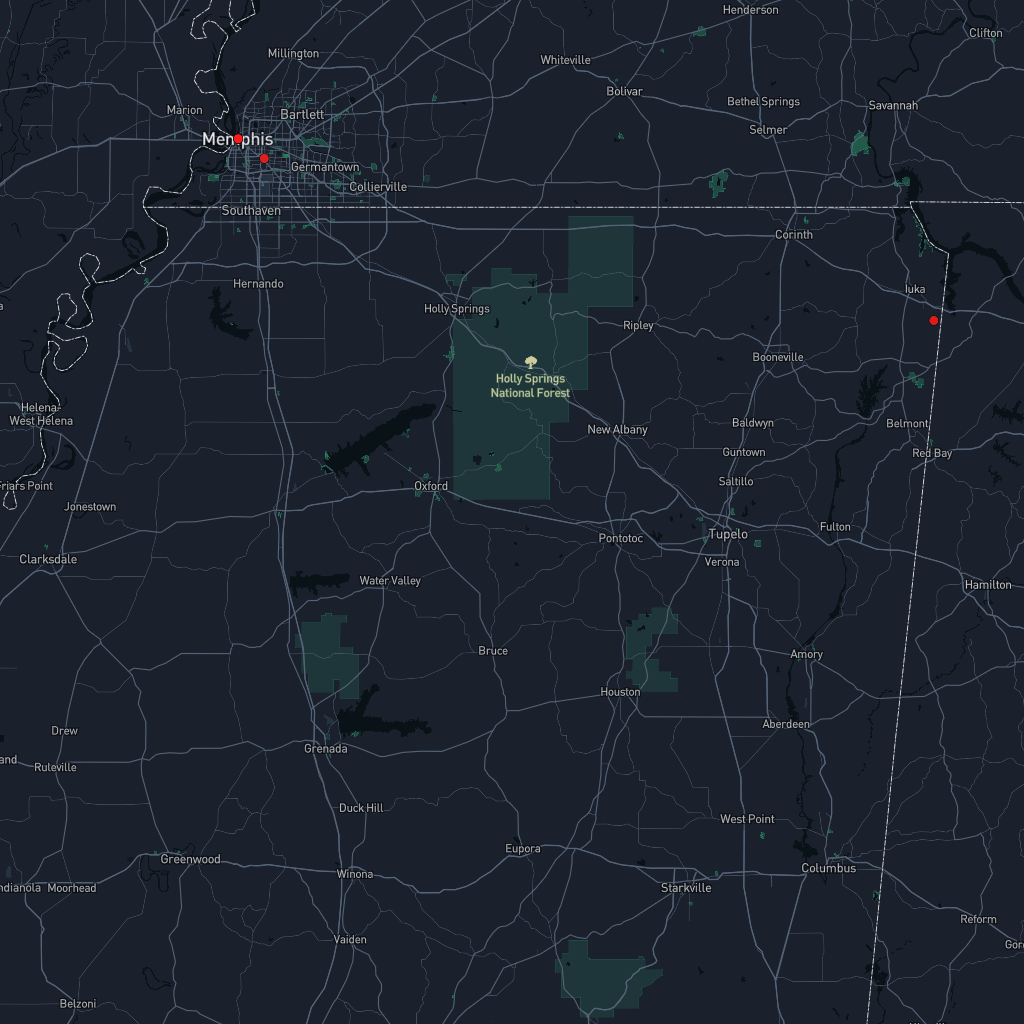 Henderson
Clifton
Millington
Whiteville
Bolivar
Bethel Springs
Savannah
Marion
Bartlett
Selmer
Memphis
Germantown
Collierville
Southaven
Corinth
Hernando
Iuka
Holly Springs
Ripley
Booneville
Holly Springs
National Forest
Helena-
West Helena
New Albany
Baldwyn
Belmont
Guntown
Red Bay
Friars Point
Oxford
Saltillo
Jonestown
Fulton
Pontotoc
Tupelo
Clarksdale
Verona
Water Valley
Hamilton
Bruce
Amory
Houston
Drew
Aberdeen
Grenada
Ruleville
Duck Hill
West Point
Eupora
Greenwood
Columbus
Winona
Moorhead
Starkville
Reform
Vaiden
Belzoni